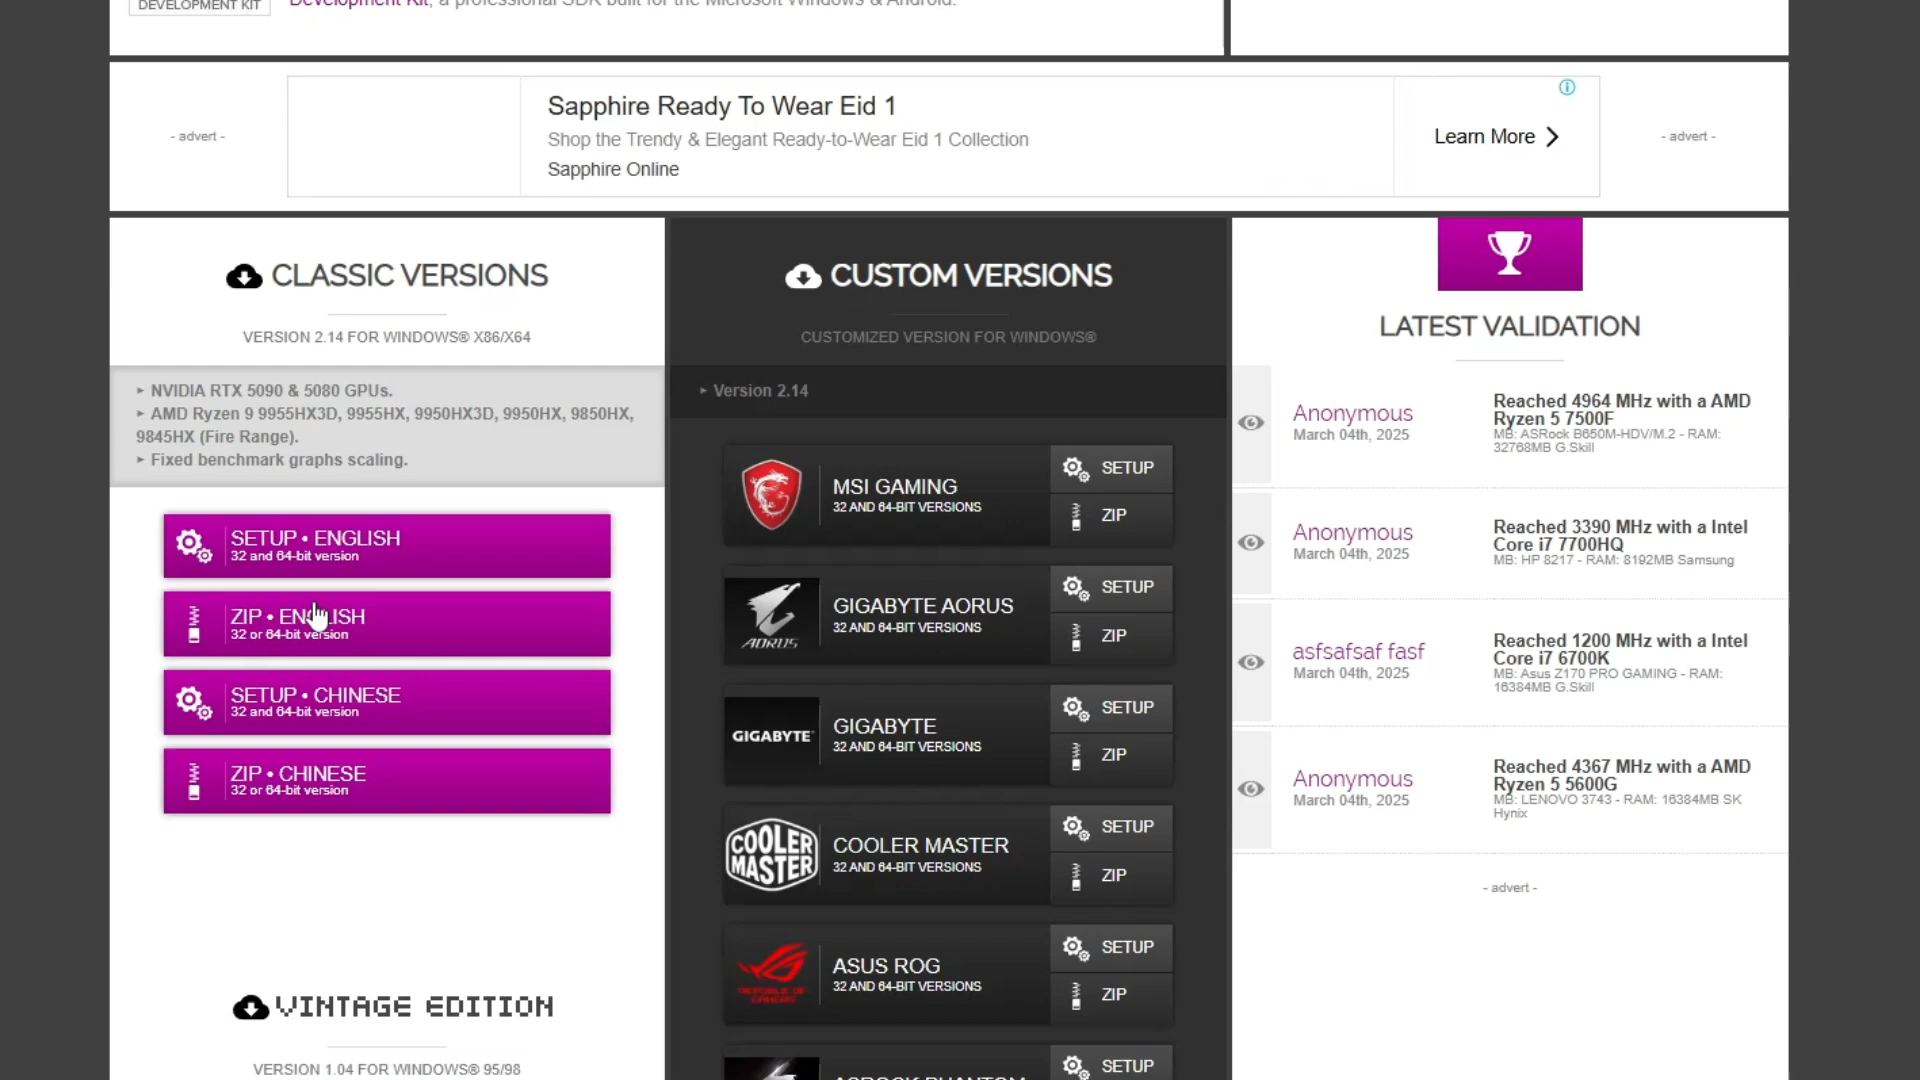 DEVELOPMENT KIT
Development Kit, a professional SDK built for the Microsoft Windows & Android.
- advert -
Sapphire Ready To Wear Eid 1
Shop the Trendy & Elegant Ready-to-Wear Eid 1 Collection
Sapphire Online
Learn More
- advert -
CLASSIC VERSIONS
VERSION 2.14 FOR WINDOWS® X86/X64
▸ NVIDIA RTX 5090 & 5080 GPUs.
▸ AMD Ryzen 9 9955HX3D, 9955HX, 9950HX3D, 9950HX, 9850HX,
9845HX (Fire Range).
▸ Fixed benchmark graphs scaling.
SETUP • ENGLISH
32 and 64-bit version
ZIP • ENGLISH
32 or 64-bit version
SETUP • CHINESE
32 and 64-bit version
ZIP • CHINESE
32 or 64-bit version
VINTAGE EDITION
VERSION 1.04 FOR WINDOWS® 95/98
CUSTOM VERSIONS
CUSTOMIZED VERSION FOR WINDOWS®
▸ Version 2.14
MSI GAMING
32 AND 64-BIT VERSIONS
SETUP
ZIP
AORUS
GIGABYTE AORUS
32 AND 64-BIT VERSIONS
SETUP
ZIP
GIGABYTE
GIGABYTE
32 AND 64-BIT VERSIONS
SETUP
ZIP
COOLER
MASTER
COOLER MASTER
32 AND 64-BIT VERSIONS
SETUP
ZIP
REPUBLIC OF
GAMERS
ASUS ROG
32 AND 64-BIT VERSIONS
SETUP
ZIP
ASROCK PHANTOM
SETUP
LATEST VALIDATION
Anonymous
March 04th, 2025
Reached 4964 MHz with a AMD
Ryzen 5 7500F
MB: ASRock B650M-HDV/M.2 - RAM:
32768MB G.Skill
Anonymous
March 04th, 2025
Reached 3390 MHz with a Intel
Core i7 7700HQ
MB: HP 8217 - RAM: 8192MB Samsung
asfsafsaf fasf
March 04th, 2025
Reached 1200 MHz with a Intel
Core i7 6700K
MB: Asus Z170 PRO GAMING - RAM:
16384MB G.Skill
Anonymous
March 04th, 2025
Reached 4367 MHz with a AMD
Ryzen 5 5600G
MB: LENOVO 3743 - RAM: 16384MB SK
Hynix
- advert -